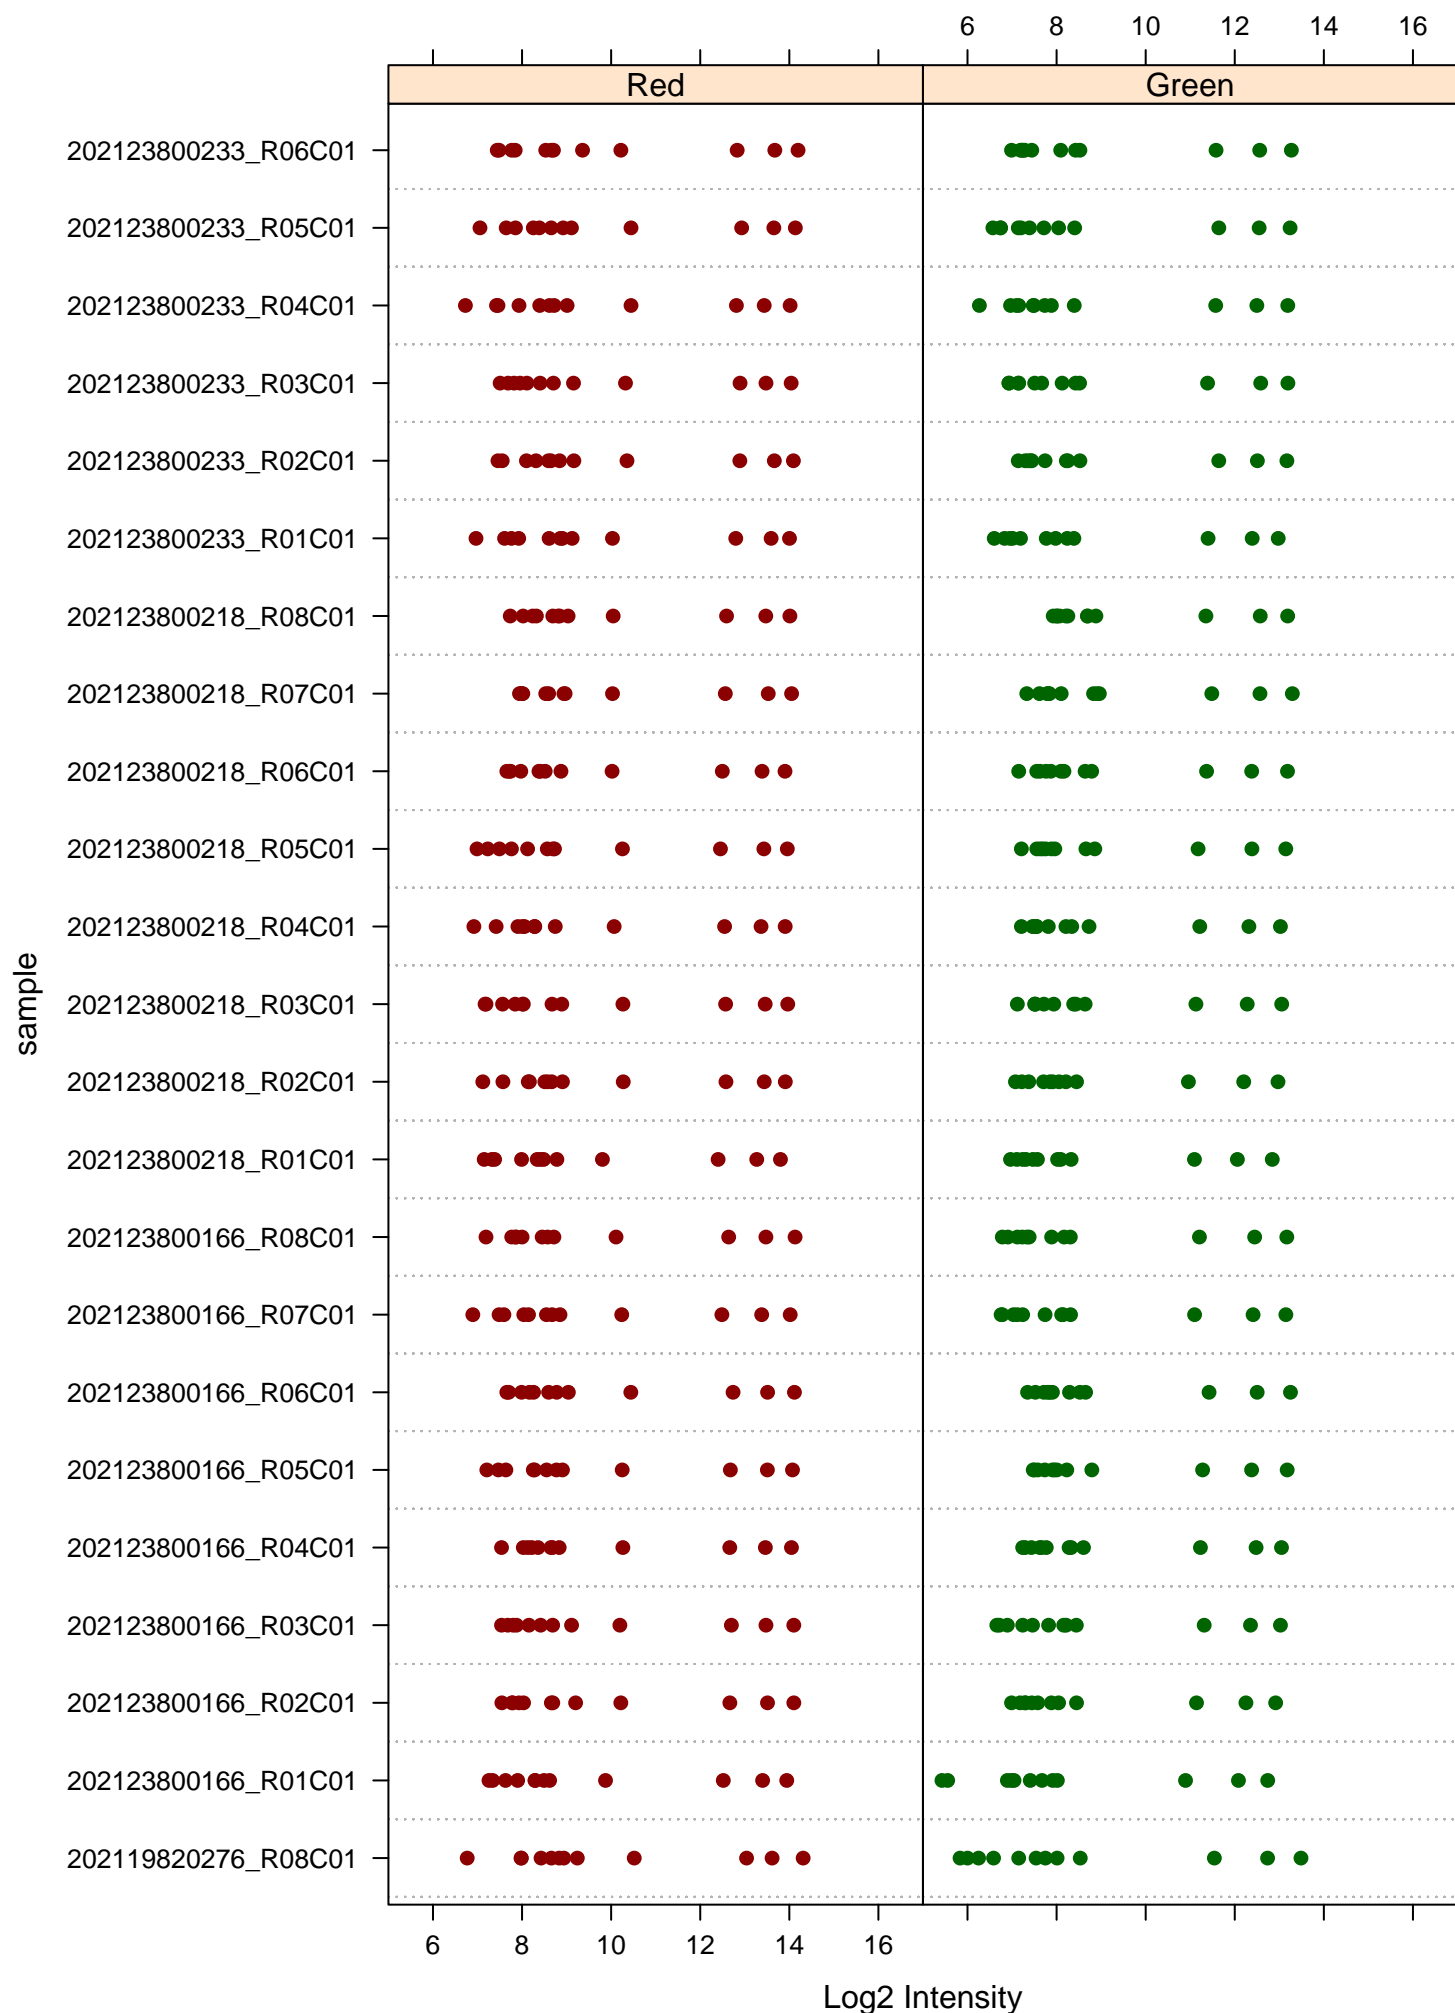 6 8 10 12 14 16
Red Green
202123800233_R06C01
202123800233_R05C01
202123800233_R04C01
202123800233_R03C01
202123800233_R02C01
202123800233_R01C01
202123800218_R08C01
202123800218_R07C01
202123800218_R06C01
202123800218_R05C01
202123800218_R04C01
202123800218_R03C01
202123800218_R02C01
202123800218_R01C01
202123800166_R08C01
202123800166_R07C01
202123800166_R06C01
202123800166_R05C01
202123800166_R04C01
202123800166_R03C01
202123800166_R02C01
202123800166_R01C01
202119820276_R08C01
sample
6 8 10 12 14 16
Log2 Intensity